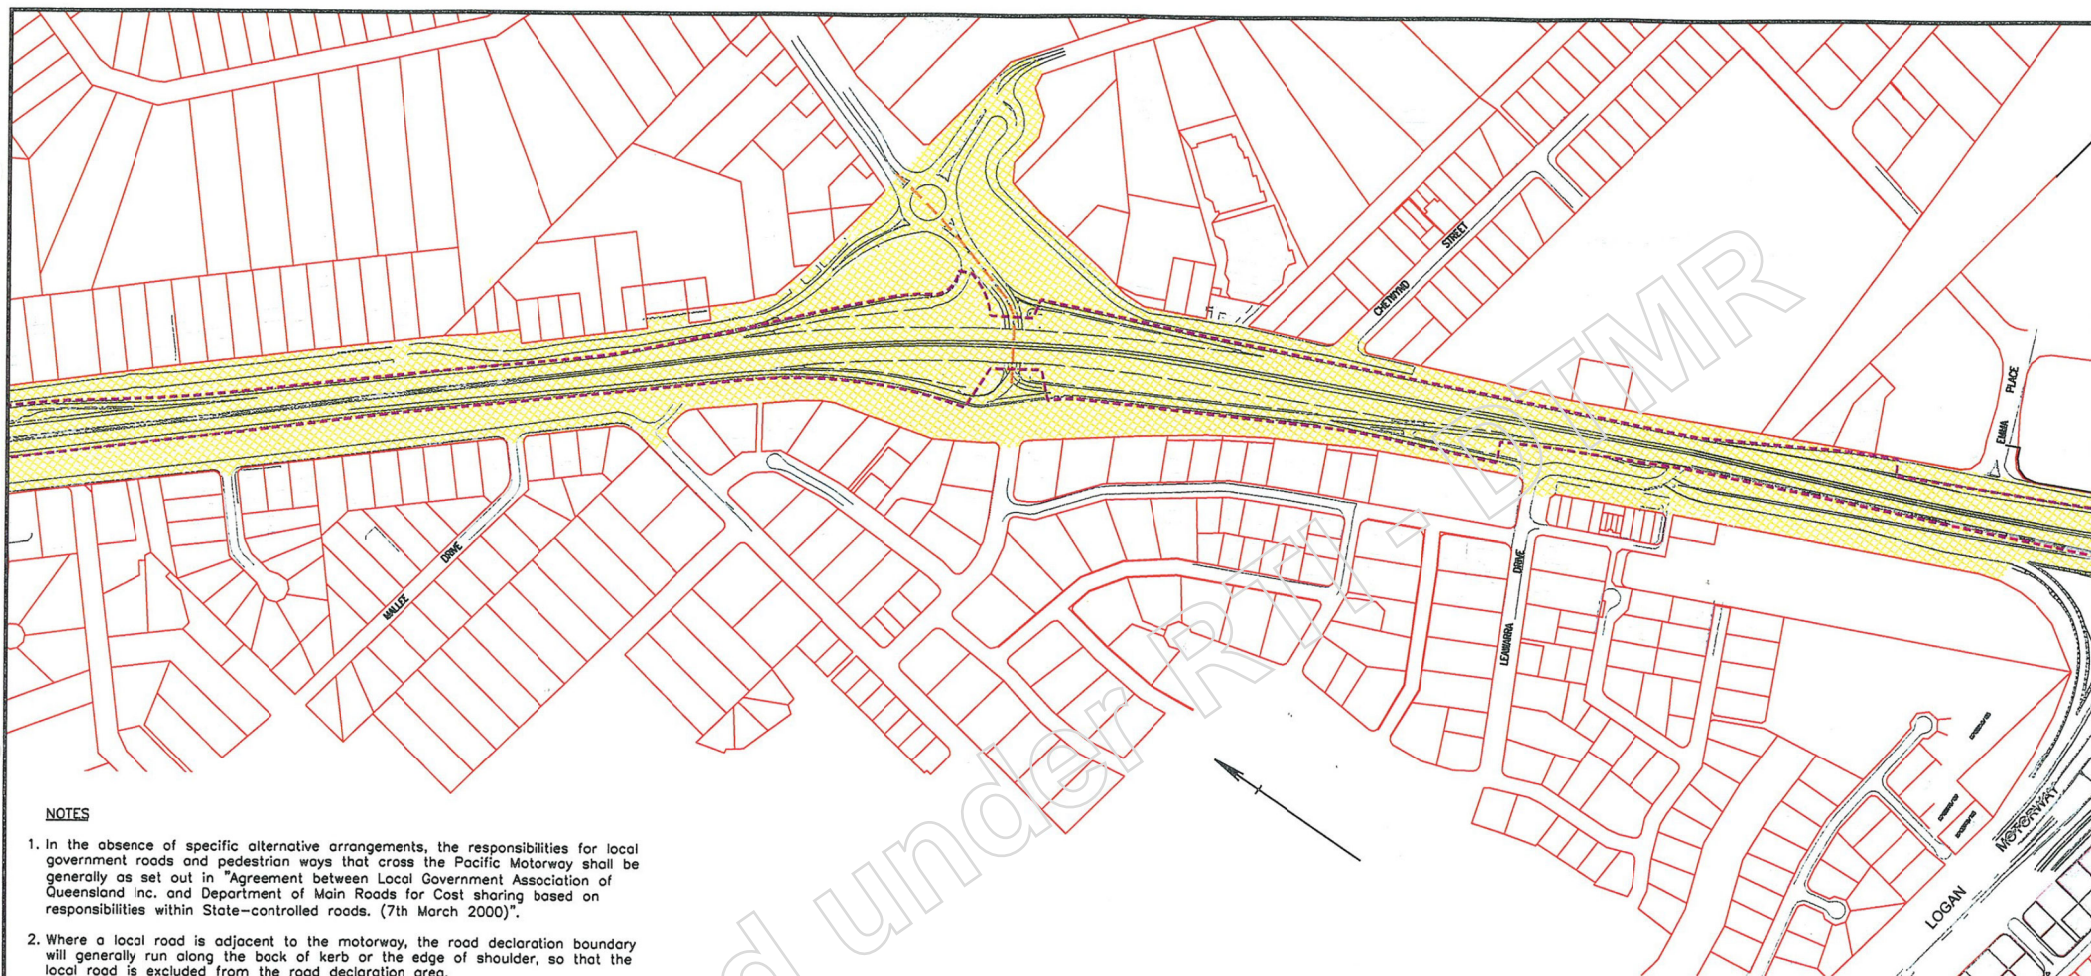 CHETWYND
STREET
EMMA
PLACE
MALLEE
DRIVE
LEAWARRA
DRIVE
LOGAN
MOTORWAY
d under RTI - DTMR
NOTES
1. In the absence of specific alternative arrangements, the responsibilities for local
government roads and pedestrian ways that cross the Pacific Motorway shall be
generally as set out in "Agreement between Local Government Association of
Queensland Inc. and Department of Main Roads for Cost sharing based on
responsibilities within State-controlled roads. (7th March 2000)".
2. Where a local road is adjacent to the motorway, the road declaration boundary
will generally run along the back of kerb or the edge of shoulder, so that the
local road is excluded from the road declaration area.